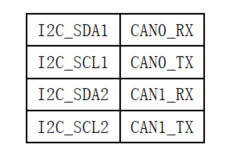 I2C_SDA1 CAN0_RX
I2C_SCL1 CAN0_TX
I2C_SDA2 CAN1_RX
I2C_SCL2 CAN1_TX